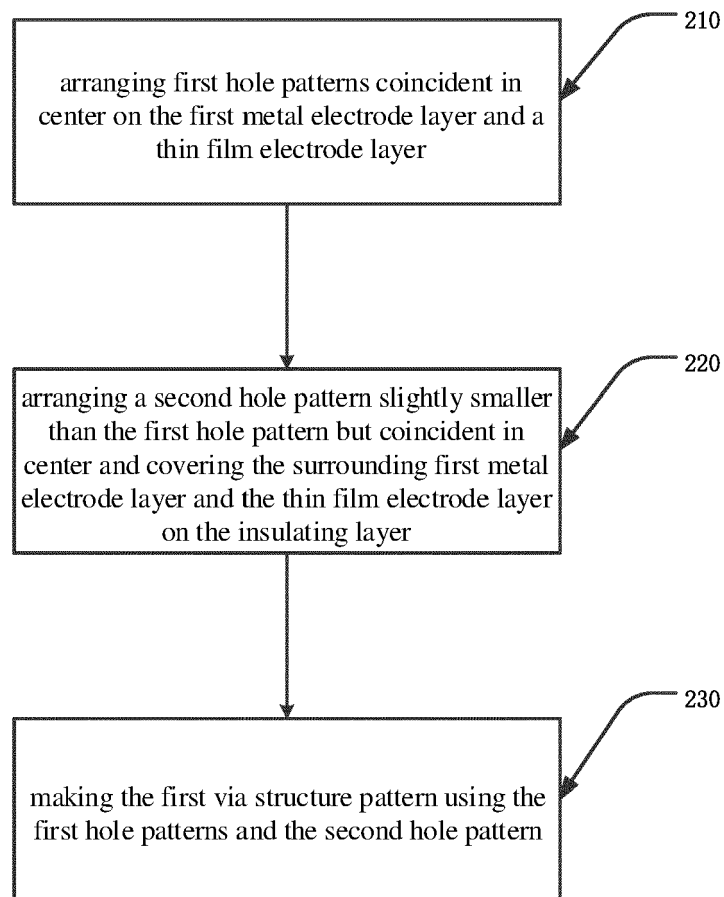 210
arranging first hole patterns coincident in
center on the first metal electrode layer and a
thin film electrode layer
220
arranging a second hole pattern slightly smaller
than the first hole pattern but coincident in
center and covering the surrounding first metal
electrode layer and the thin film electrode layer
on the insulating layer
230
making the first via structure pattern using the
first hole patterns and the second hole pattern